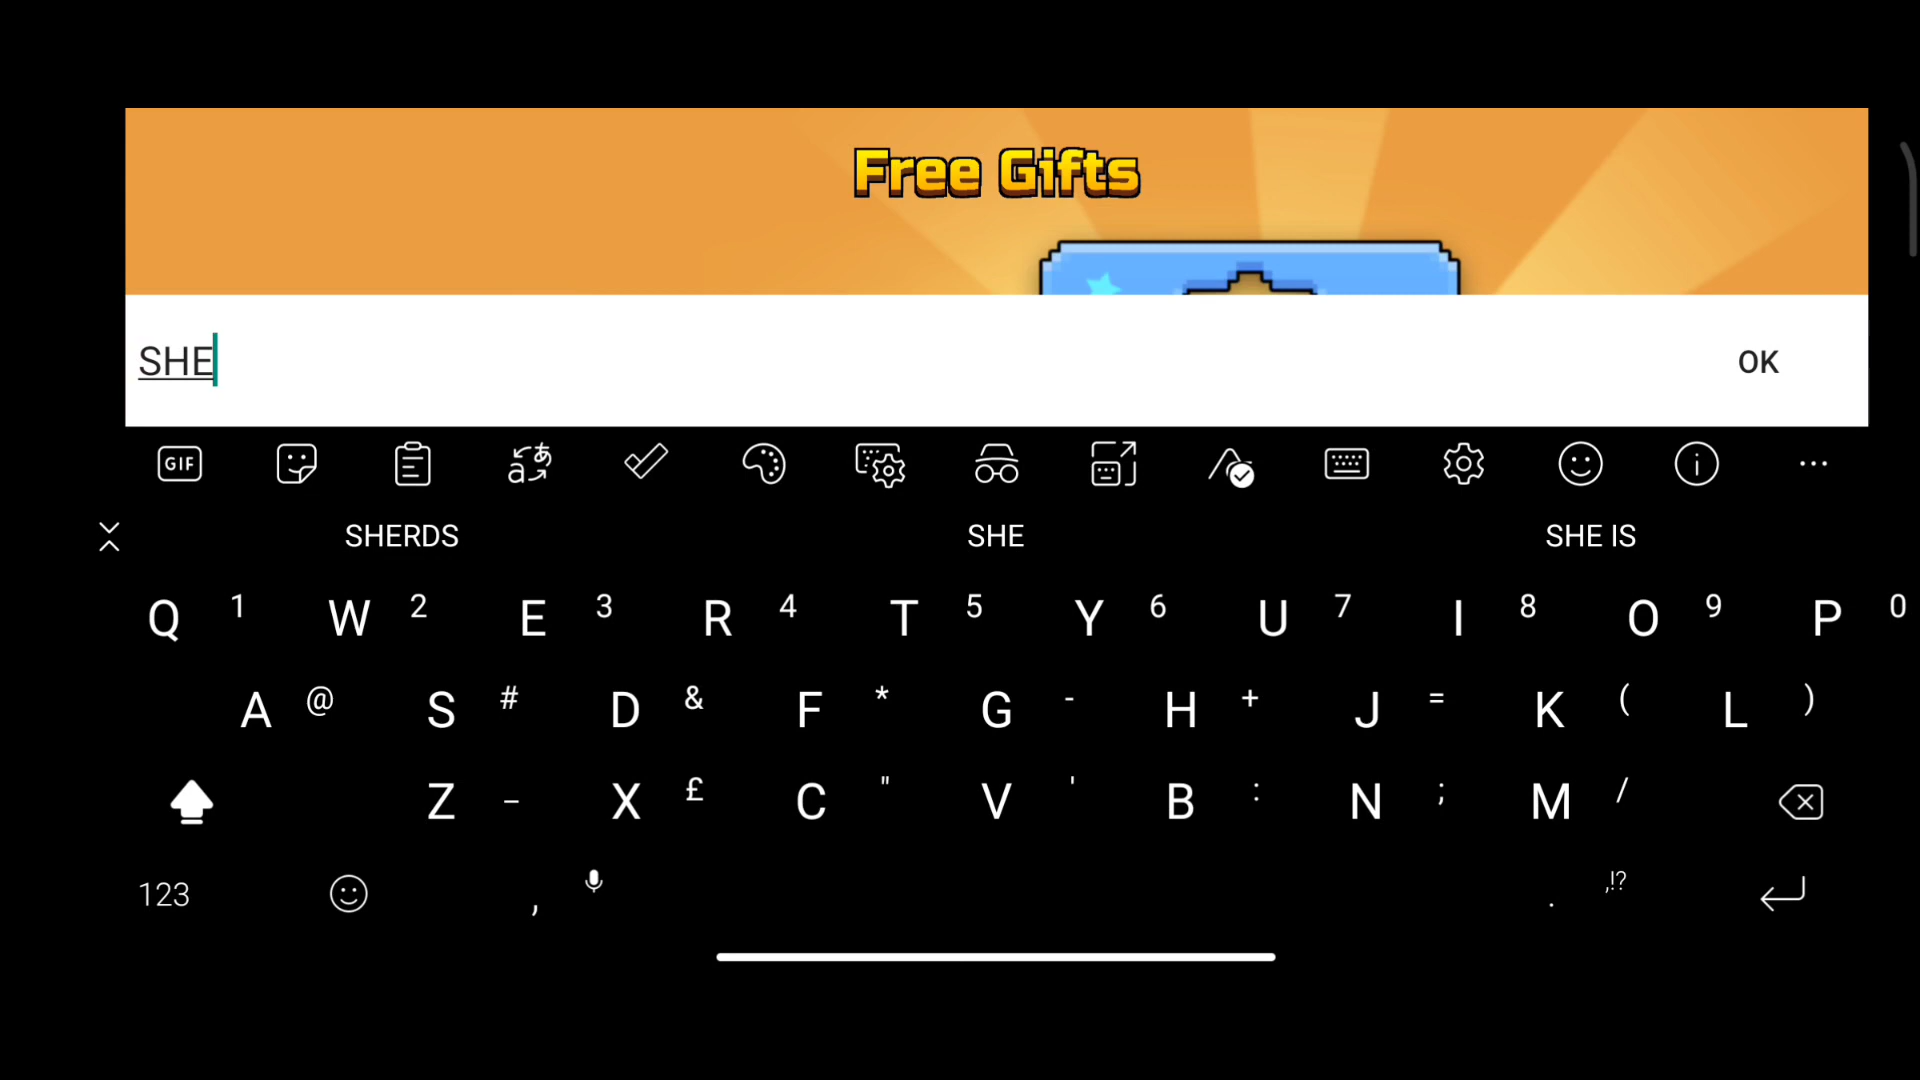 Free Gifts
SHE
OK
GIF
SHERDS SHE SHE IS
Q 1 W 2 E 3 R 4 T 5 Y 6 U 7 I 8 O 9 P 0
A @ S # D & F * G - H + J = K ( L )
Z _ X £ C " V ' B : N ; M /
123 , . ,!?